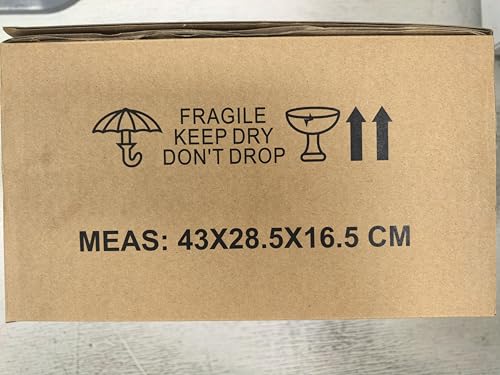 FRAGILE
KEEP DRY
DON'T DROP
MEAS: 43X28.5X16.5 CM